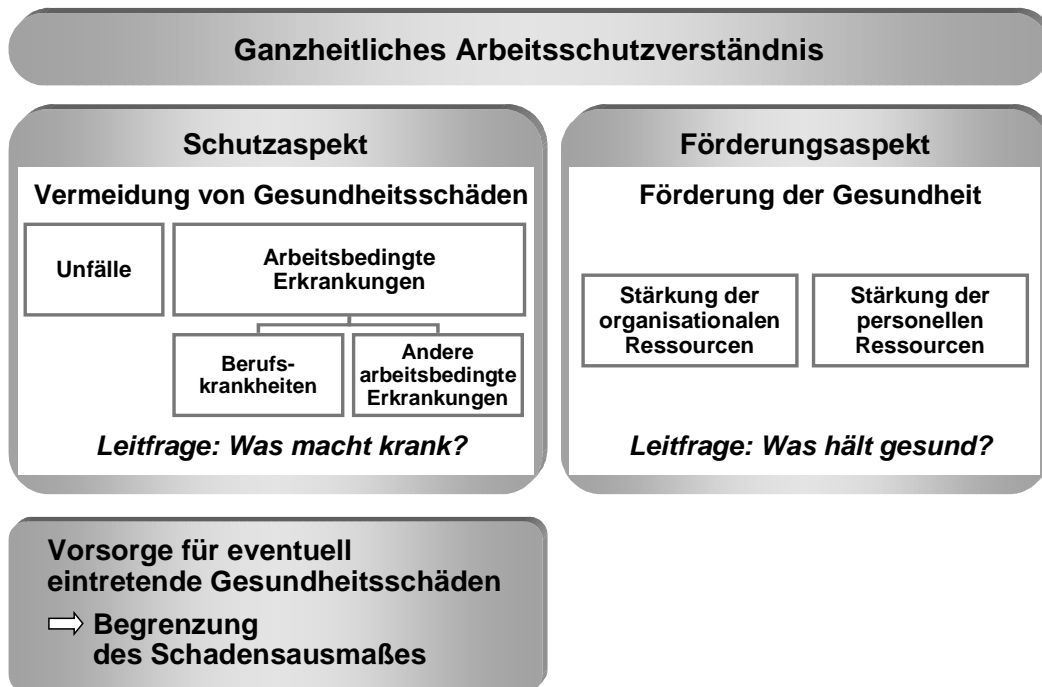 Ganzheitliches Arbeitsschutzverständnis
Schutzaspekt
Vermeidung von Gesundheitsschäden
Unfälle
Arbeitsbedingte
Erkrankungen
Berufs-
krankheiten
Andere
arbeitsbedingte
Erkrankungen
Leitfrage: Was macht krank?
Förderungsaspekt
Förderung der Gesundheit
Stärkung der
organisationalen
Ressourcen
Stärkung der
personellen
Ressourcen
Leitfrage: Was hält gesund?
Vorsorge für eventuell
eintretende Gesundheitsschäden
Begrenzung
des Schadensausmaßes